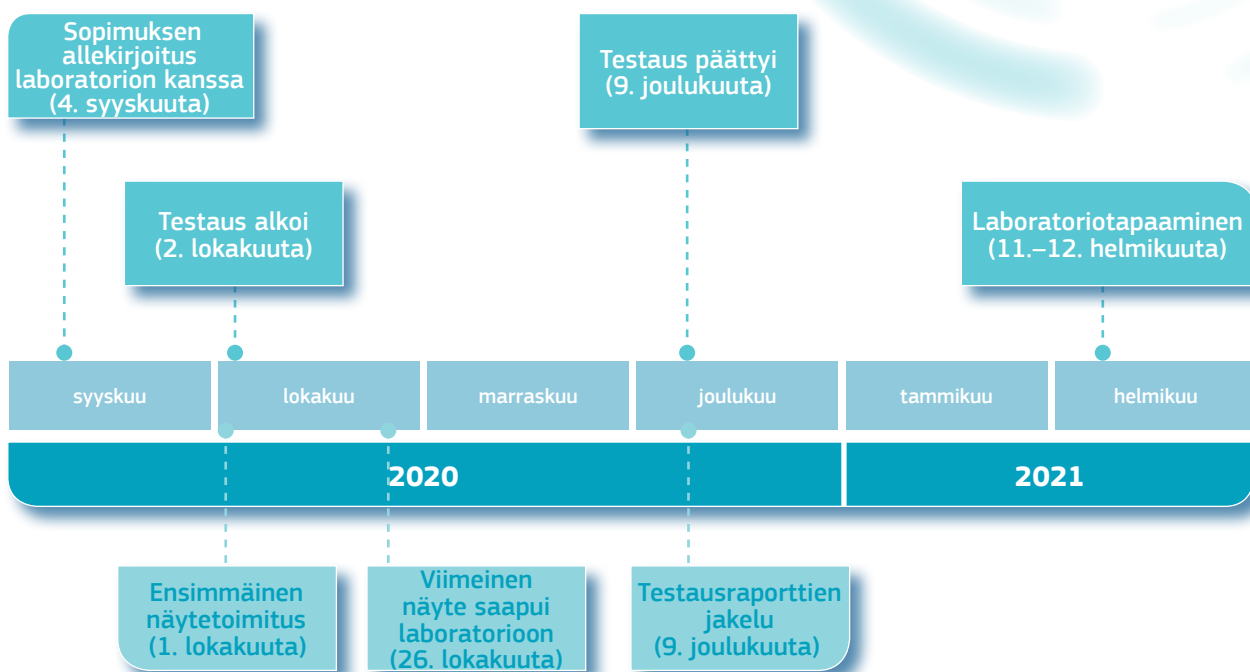 Sopimuksen
allekirjoitus
laboratorion kanssa
(4. syyskuuta)
Testaus päättyi
(9. joulukuuta)
Testaus alkoi
(2. lokakuuta)
Laboratoriotapaaminen
(11.–12. helmikuuta)
syyskuu
lokakuu
marraskuu
joulukuu
tammikuu
helmikuu
2020
2021
Ensimmäinen
näytetoimitus
(1. lokakuuta)
Viimeinen
näyte saapui
laboratorioon
(26. lokakuuta)
Testausraporttien
jakelu
(9. joulukuuta)